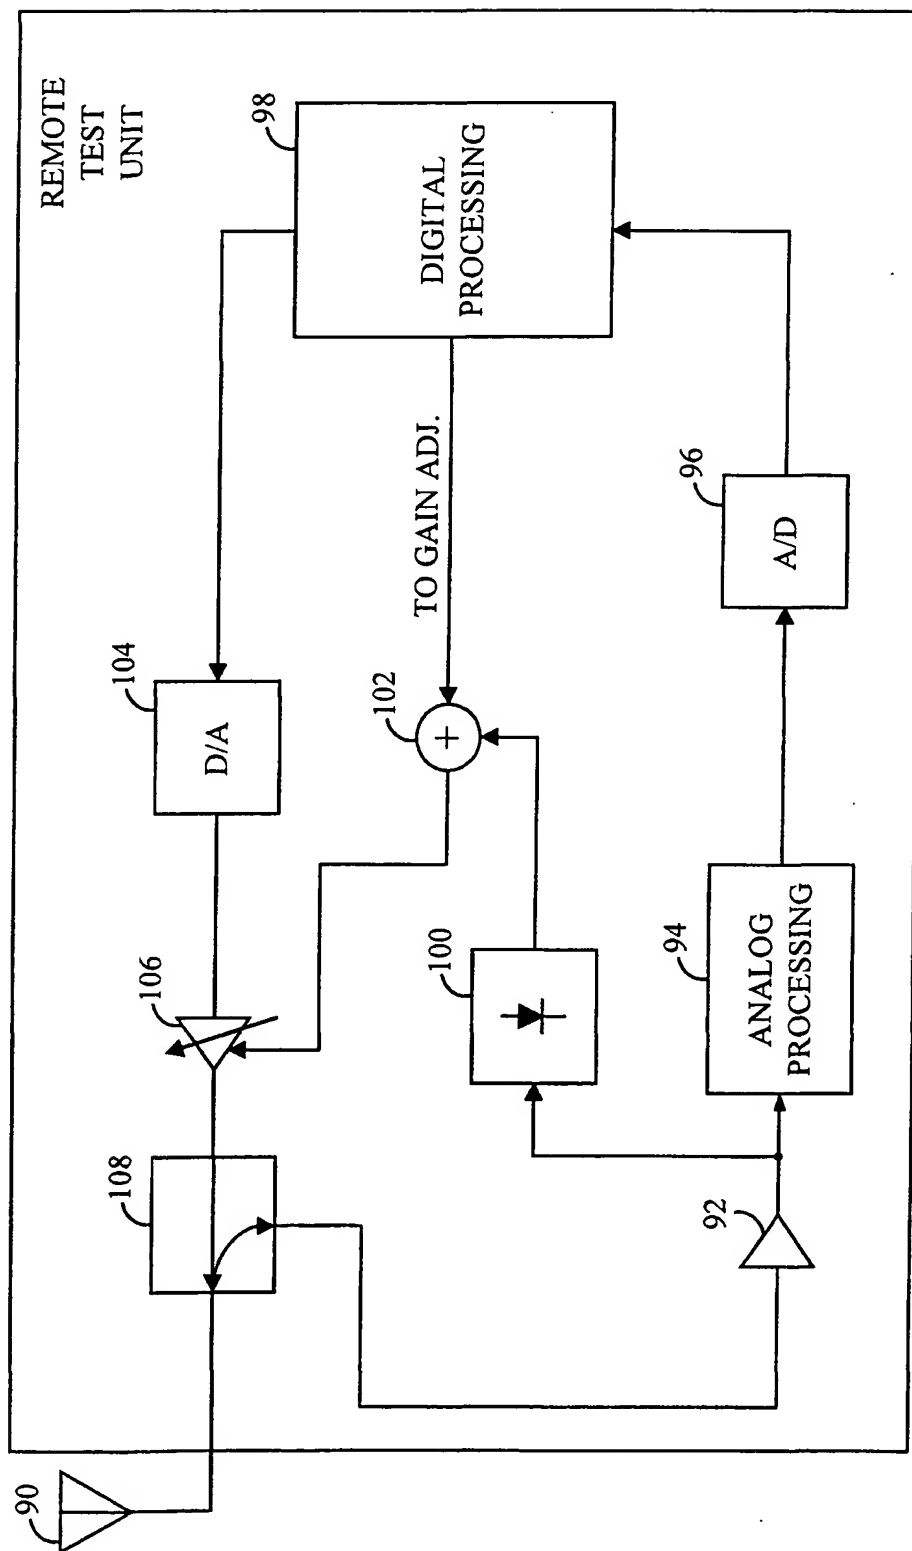 REMOTE
TEST
UNIT
98
DIGITAL
PROCESSING
104
D/A
TO GAIN ADJ.
102
+
96
A/D
106
100
94
ANALOG
PROCESSING
108
92
90